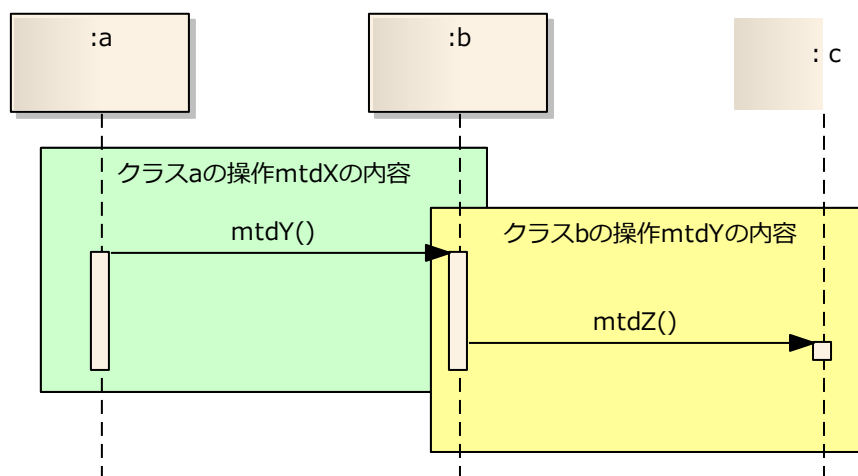 :a
:b
: c
クラスaの操作mtdXの内容
mtdY()
クラスbの操作mtdYの内容
mtdZ()